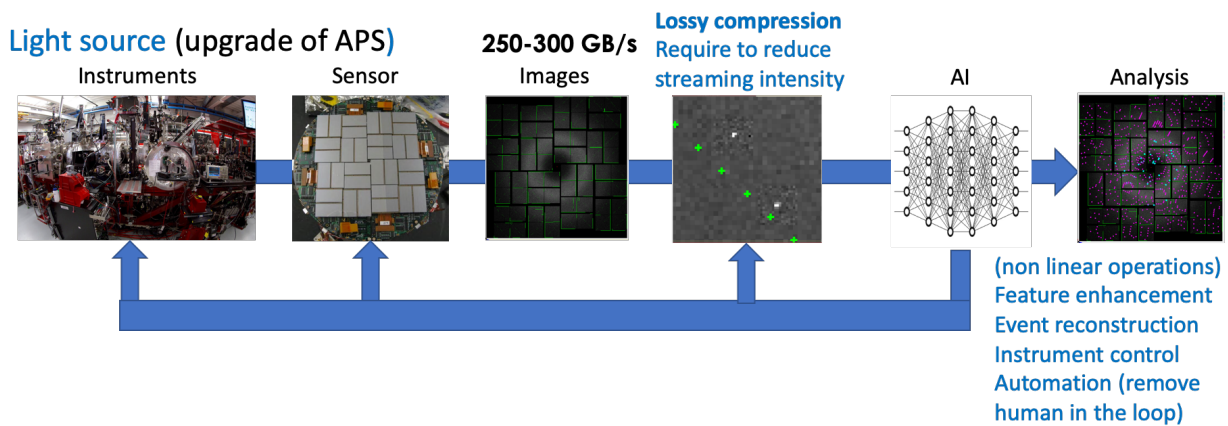 Light source (upgrade of APS)
250-300 GB/s
Lossy compression
Require to reduce
streaming intensity
Instruments
Sensor
Images
AI
Analysis
(non linear operations)
Feature enhancement
Event reconstruction
Instrument control
Automation (remove
human in the loop)